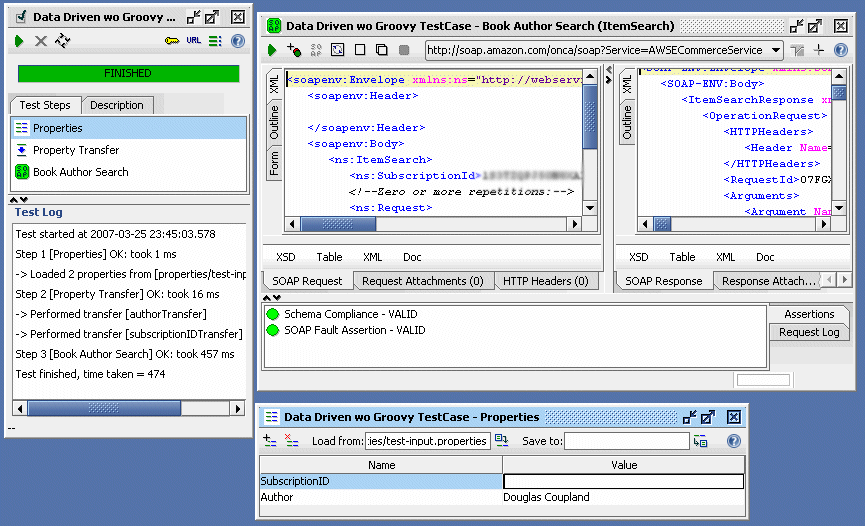 Data Driven wo Groovy ...
URL
FINISHED
Test Steps
Description
Properties
Property Transfer
Book Author Search
Test Log
Test started at 2007-03-25 23:45:03.578
Step 1 [Properties] OK: took 1 ms
-> Loaded 2 properties from [properties/test-inp
Step 2 [Property Transfer] OK: took 16 ms
-> Performed transfer [authorTransfer]
-> Performed transfer [subscriptionIDTransfer]
Step 3 [Book Author Search] OK: took 457 ms
Test finished, time taken = 474
--
Data Driven wo Groovy TestCase - Book Author Search (ItemSearch)
SO
AP
http://soap.amazon.com/onca/soap?Service=AWSECommerceService
XML
Outline
Form
<soapenv:Envelope xmlns:ns="http://webserv
<soapenv:Header>
</soapenv:Header>
<soapenv:Body>
<ns:ItemSearch>
<ns:SubscriptionId>
<!--Zero or more repetitions:-->
<ns:Request>
XSD Table XML Doc
SOAP Request
Request Attachments (0)
HTTP Headers (0)
XML
Outline
<SOAP-ENV:Body>
<ItemSearchResponse xm
<OperationRequest>
<HTTPHeaders>
<Header Name=
</HTTPHeaders>
<RequestId>07FGX
<Arguments>
<Argument Nam
XSD Table XML Doc
SOAP Response
Response Attach...
Schema Compliance - VALID
SOAP Fault Assertion - VALID
Assertions
Request Log
Data Driven wo Groovy TestCase - Properties
Load from: :ies/test-input.properties Save to:
Name Value
SubscriptionID
Author Douglas Coupland